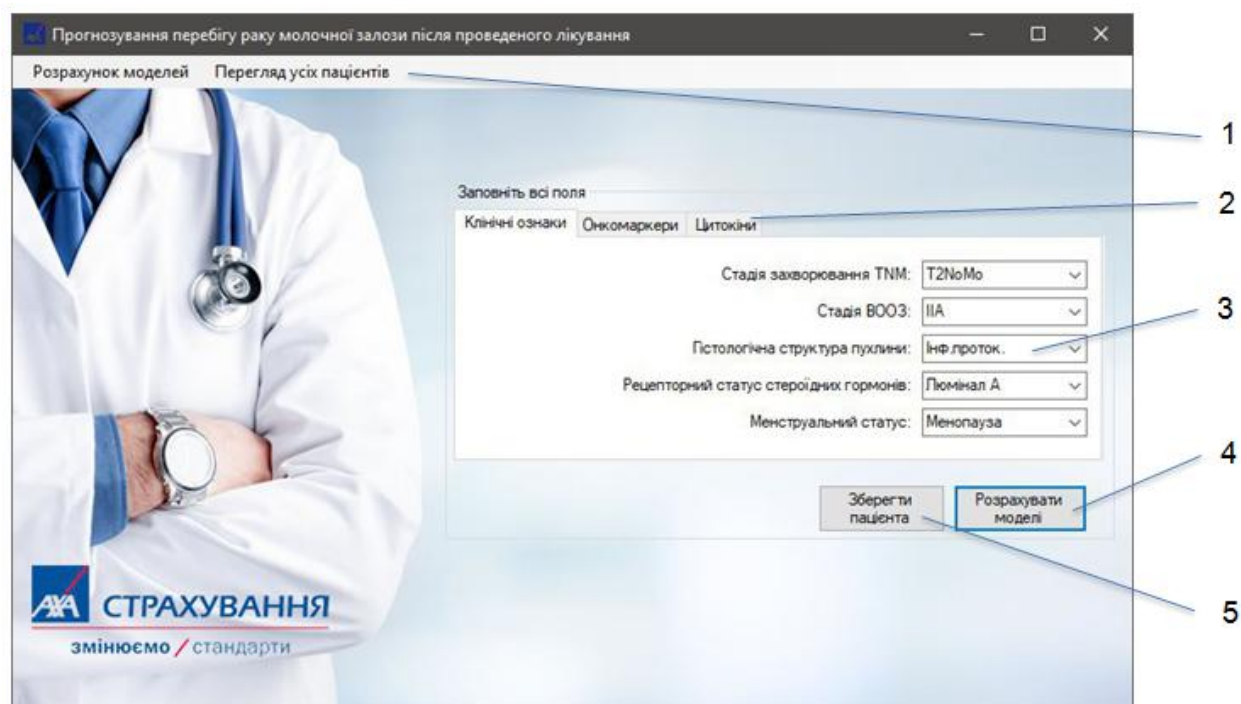 Прогнозування перебігу раку молочної залози після проведеного лікування
Розрахунок моделей Перегляд усіх пацієнтів
1
Заповніть всі поля
2
Клінічні ознаки Онкомаркери Цитокіни
Стадія захворювання TNM: T2NoMo
Стадія ВООЗ: IIA
3
Гістологічна структура пухлини: Інф.проток.
Рецепторний статус стероїдних гормонів: Люмінал А
Менструальний статус: Менопауза
4
Зберегти пацієнта
Розрахувати моделі
5
AXA СТРАХУВАННЯ
змінюємо / стандарти